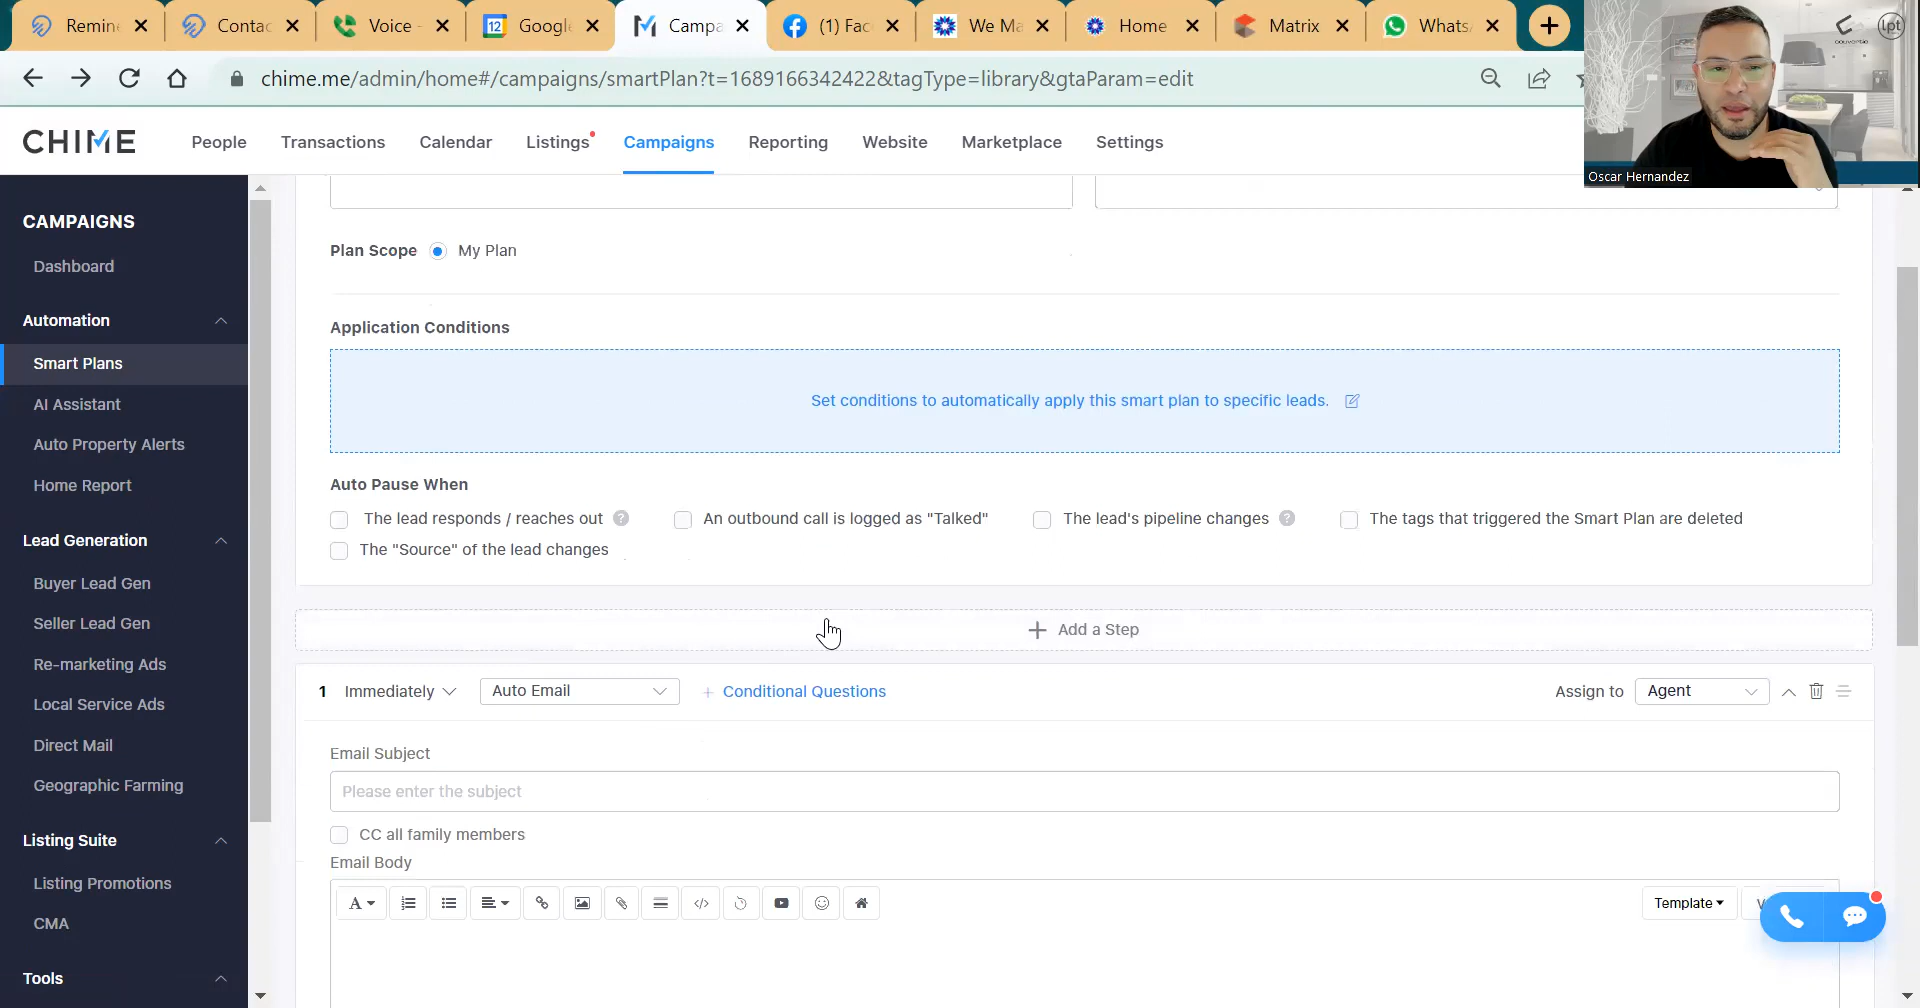 Remine
Contac
Voice -
12
Google
Campa
(1) Fac
We Ma
Home
Matrix
Whats
couvertie
lpt
chime.me/admin/home#/campaigns/smartPlan?t=1689166342422&tagType=library&gtaParam=edit
CHIME
People
Transactions
Calendar
Listings
Campaigns
Reporting
Website
Marketplace
Settings
Oscar Hernandez
CAMPAIGNS
Dashboard
Automation
Smart Plans
AI Assistant
Auto Property Alerts
Home Report
Lead Generation
Buyer Lead Gen
Seller Lead Gen
Re-marketing Ads
Local Service Ads
Direct Mail
Geographic Farming
Listing Suite
Listing Promotions
CMA
Tools
Plan Scope
My Plan
Application Conditions
Set conditions to automatically apply this smart plan to specific leads.
Auto Pause When
The lead responds / reaches out ?
An outbound call is logged as "Talked"
The lead's pipeline changes ?
The tags that triggered the Smart Plan are deleted
The "Source" of the lead changes
+ Add a Step
1 Immediately
Auto Email
+ Conditional Questions
Assign to
Agent
Email Subject
Please enter the subject
CC all family members
Email Body
A
Template